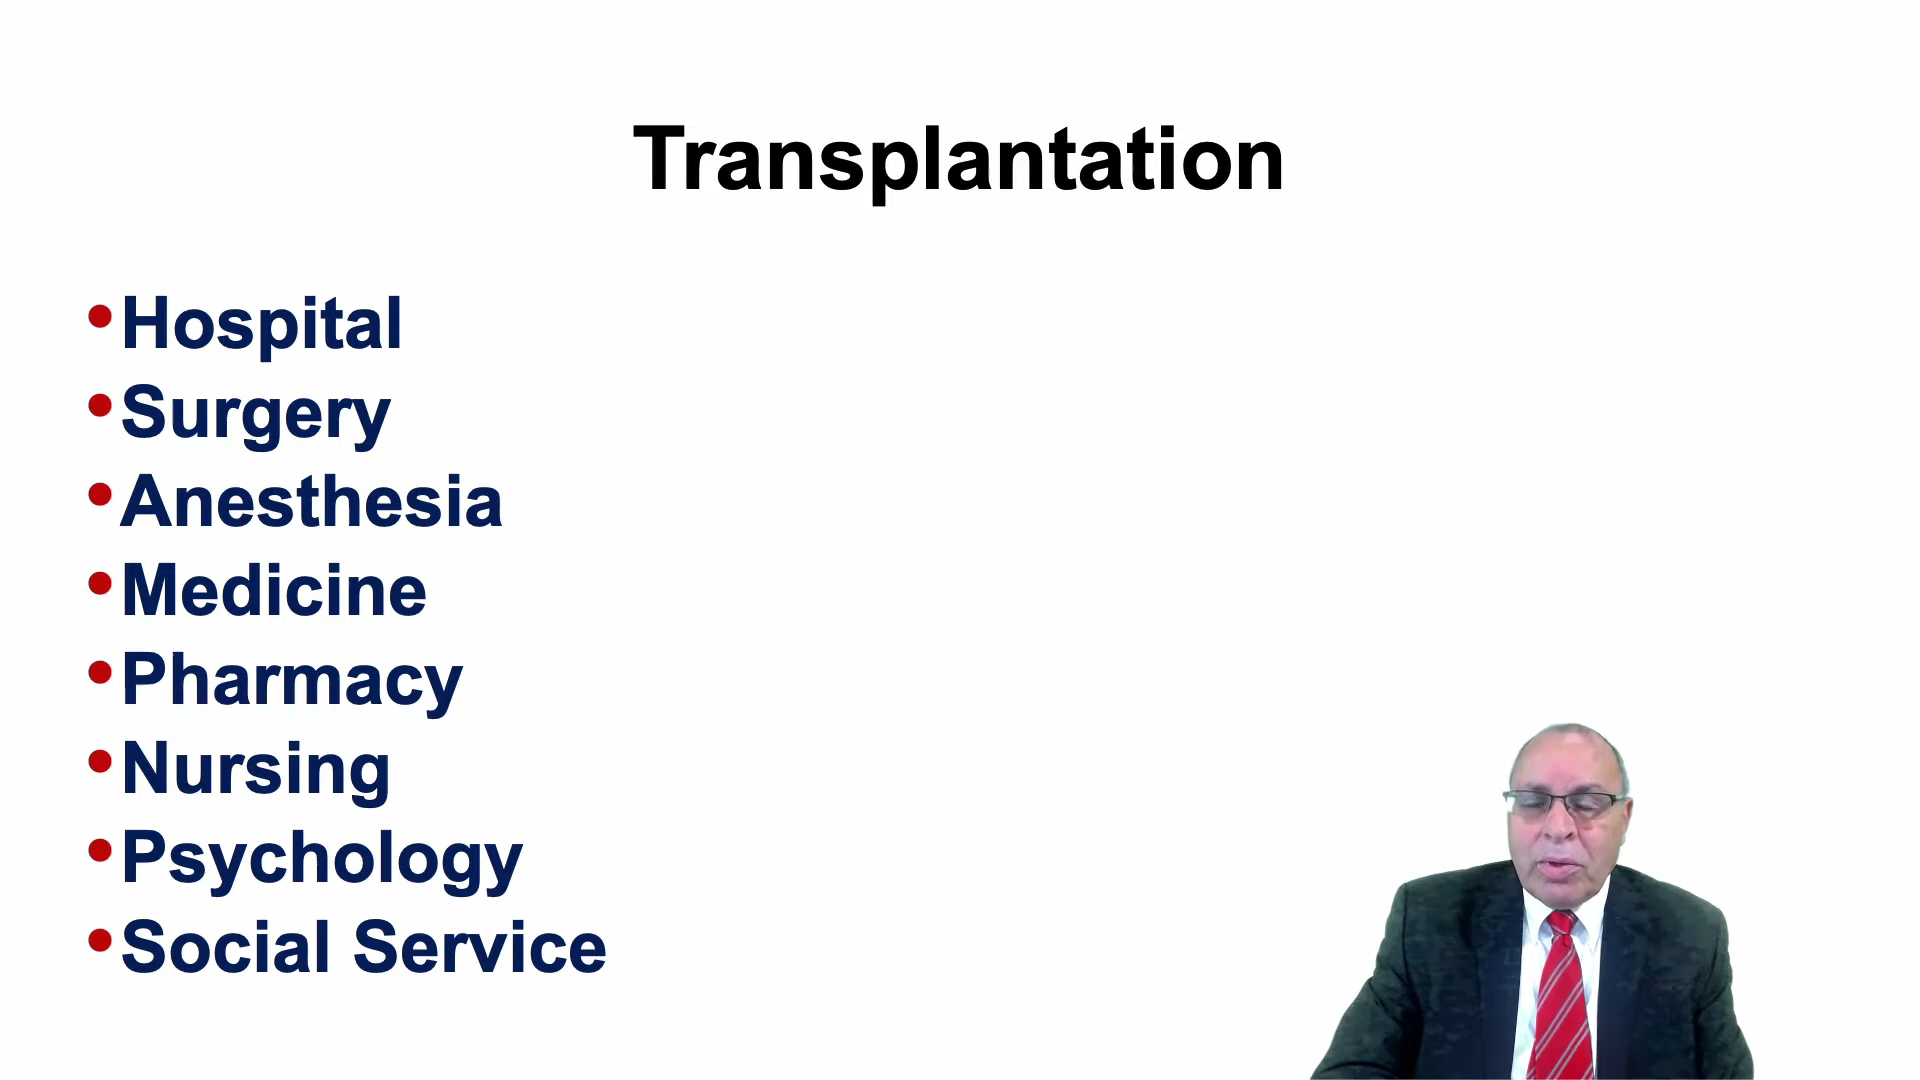 Transplantation
•Hospital
•Surgery
•Anesthesia
•Medicine
•Pharmacy
•Nursing
•Psychology
•Social Service